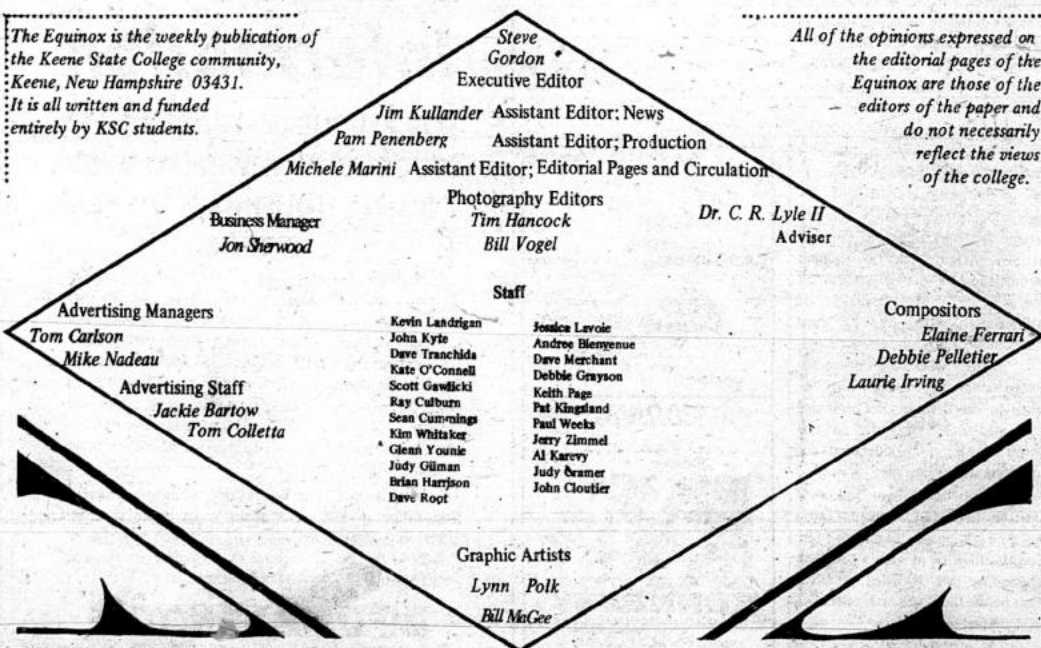 The Equinox is the weekly publication of
the Keene State College community,
Keene, New Hampshire 03431.
It is all written and funded
entirely by KSC students.
All of the opinions expressed on
the editorial pages of the
Equinox are those of the
editors of the paper and
do not necessarily
reflect the views
of the college.
Steve
Gordon
Executive Editor
Jim Kullander Assistant Editor; News
Pam Penenberg Assistant Editor; Production
Michele Marini Assistant Editor; Editorial Pages and Circulation
Photography Editors
Tim Hancock
Bill Vogel
Business Manager
Jon Sherwood
Dr. C. R. Lyle II
Adviser
Advertising Managers
Tom Carlson
Mike Nadeau
Advertising Staff
Jackie Bartow
Tom Colletta
Staff
Kevin Landrigan
John Kyte
Dave Tranchida
Kate O'Connell
Scott Gawlicki
Ray Culburn
Sean Cummings
Kim Whitaker
Glenn Younie
Judy Gilman
Brian Harrison
Dave Root
Jessica Lavoie
Andree Bienvenue
Dave Merchant
Debbie Grayson
Keith Page
Pat Kingsland
Paul Weeks
Jerry Zimmel
Al Karevy
Judy Cramer
John Cloutier
Compositors
Elaine Ferrari
Debbie Pelletier
Laurie Irving
Graphic Artists
Lynn Polk
Bill MaGee